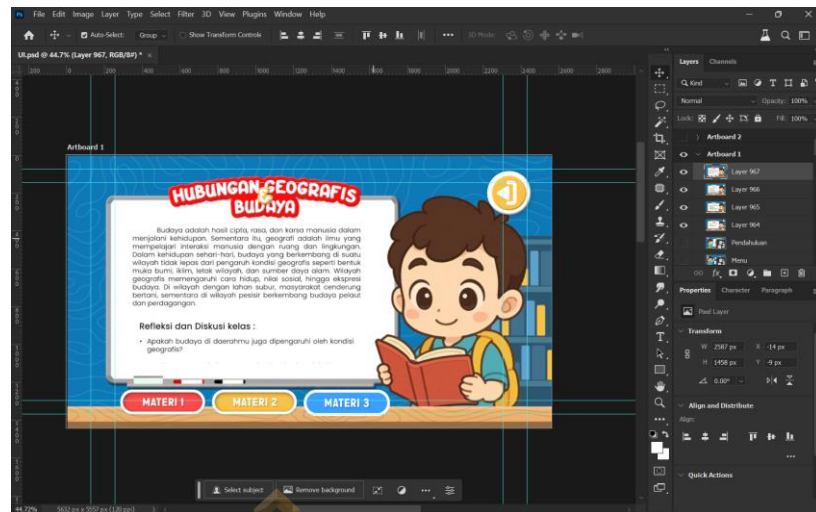 File Edit Image Layer Type Select Filter 3D View Plugins Window Help
Auto-Select: Group Show Transform Controls 3D Mode:
UI.psd @ 44.7% (Layer 967, RGB/8#) *
Artboard 1
HUBUNGAN GEOGRAFIS
&
BUDAYA
Budaya adalah hasil cipta, rasa, dan karsa manusia dalam
menjalani kehidupan. Sementara itu, geografi adalah ilmu yang
mempelajari interaksi manusia dengan ruang dan lingkungan.
Dalam kehidupan sehari-hari, budaya yang berkembang di suatu
wilayah tidak lepas dari pengaruh kondisi geografis seperti bentuk
muka bumi, iklim, letak wilayah, dan sumber daya alam. Wilayah
geografis memengaruhi cara hidup, nilai sosial, hingga ekspresi
budaya. Di wilayah dengan lahan subur, masyarakat cenderung
bertani, sementara di wilayah pesisir berkembang budaya pelaut
dan perdagangan.
Refleksi dan Diskusi kelas :
• Apakah budaya di daerahmu juga dipengaruhi oleh kondisi
geografis?
MATERI 1 MATERI 2 MATERI 3
Select subject Remove background
44.72% 5632 px x 5557 px (120 ppi)
Layers Channels
Kind
Normal Opacity: 100%
Lock: Fill: 100%
Artboard 2
Artboard 1
Layer 967
Layer 966
Layer 965
Layer 964
Pendahuluan
Menu
Properties Character Paragraph
Pixel Layer
Transform
W 2587 px X -14 px
H 1458 px Y -9 px
0.00°
Align and Distribute
Align:
Quick Actions